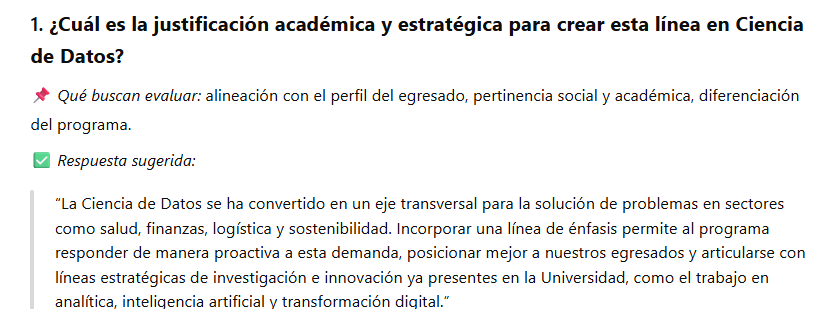 1. ¿Cuál es la justificación académica y estratégica para crear esta línea en Ciencia
de Datos?
📌 Qué buscan evaluar: alineación con el perfil del egresado, pertinencia social y académica, diferenciación
del programa.
✅ Respuesta sugerida:
“La Ciencia de Datos se ha convertido en un eje transversal para la solución de problemas en sectores
como salud, finanzas, logística y sostenibilidad. Incorporar una línea de énfasis permite al programa
responder de manera proactiva a esta demanda, posicionar mejor a nuestros egresados y articularse con
líneas estratégicas de investigación e innovación ya presentes en la Universidad, como el trabajo en
analítica, inteligencia artificial y transformación digital.”